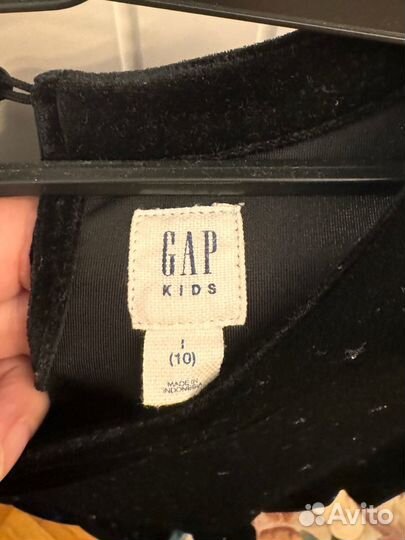 GAP
KIDS
(10)
MADE IN
INDONESIA
Avito